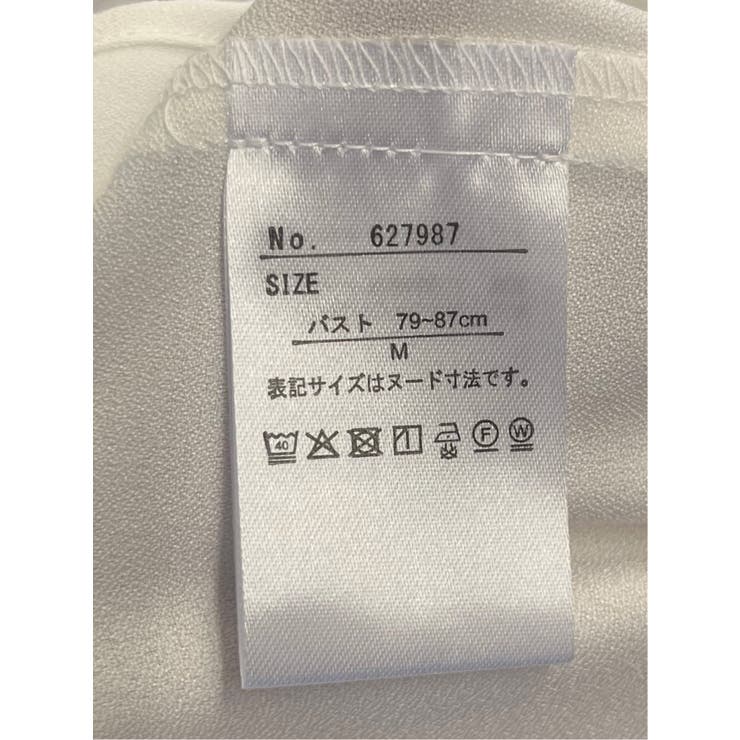 No. 627987
SIZE
バスト 79~87cm
M
表記サイズはヌード寸法です。
40
F W